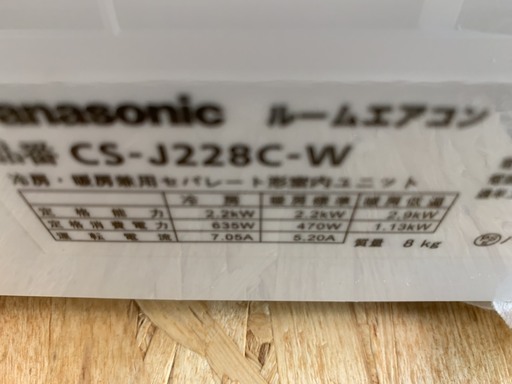 Panasonic ルームエアコン
品番 CS-J228C-W
冷房・暖房兼用セパレート形室内ユニット
冷房 暖房標準 暖房低温
定格能力 2.2kW 2.2kW 2.9kW
定格消費電力 635W 470W 1.13kW
運転電流 7.05A 5.20A
質量 8kg